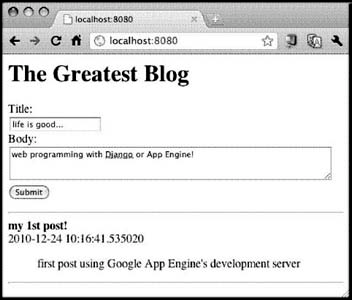 localhost:8080
localhost:8080
The Greatest Blog
Title:
life is good...
Body:
web programming with Django or App Engine!
Submit
my 1st post!
2010-12-24 10:16:41.535020
first post using Google App Engine's development server